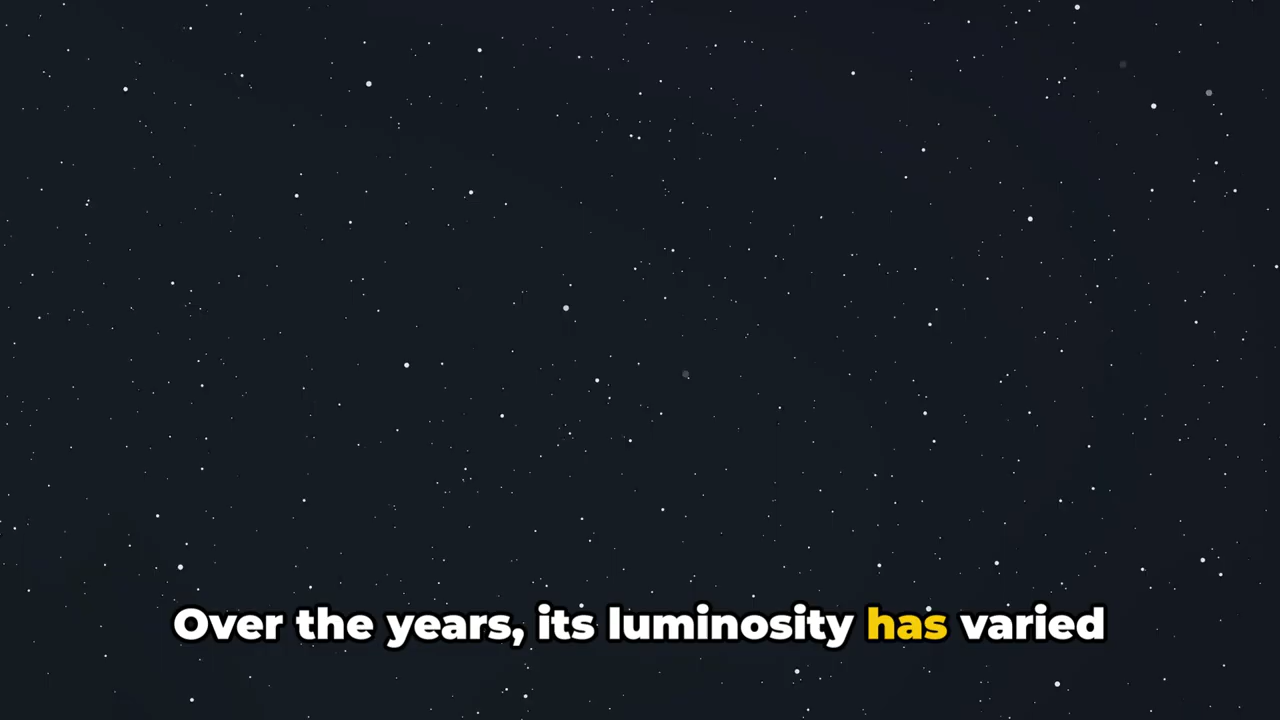 Over the years, its luminosity has varied